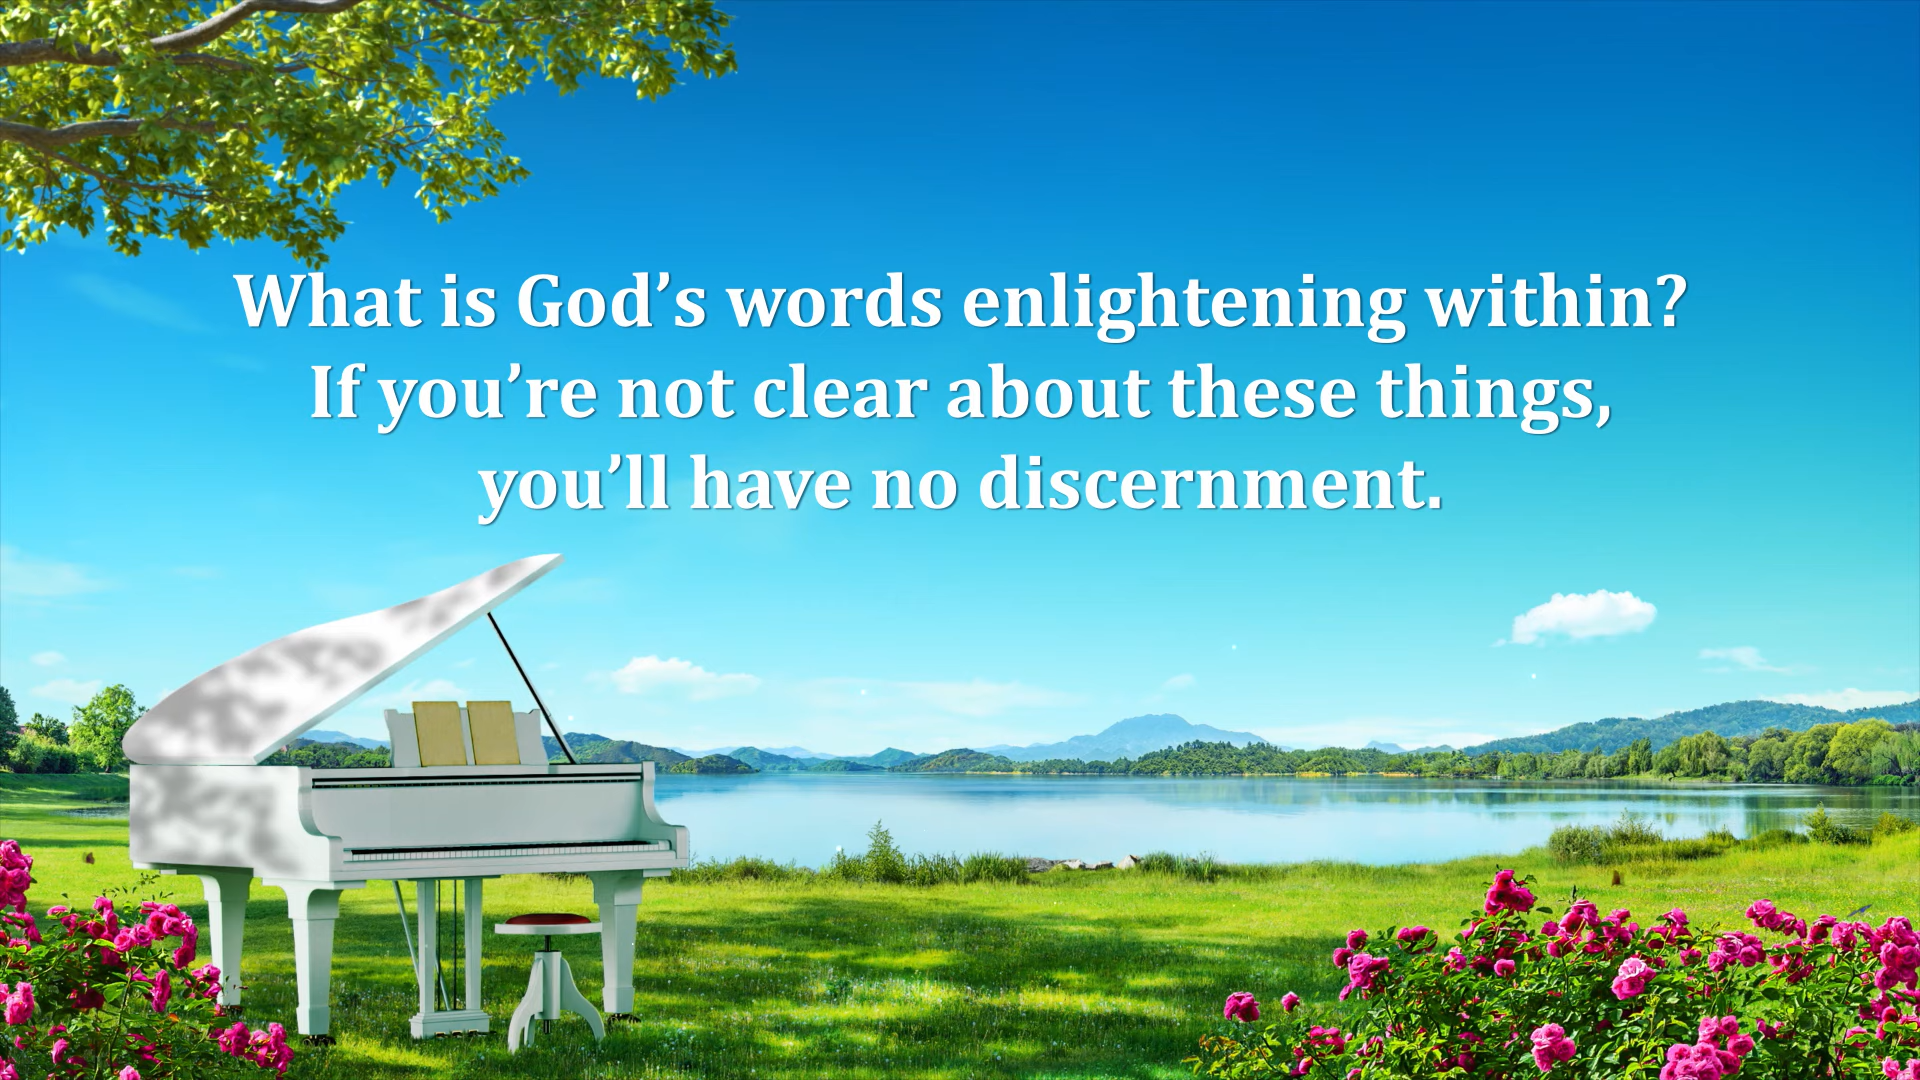 What is God’s words enlightening within?
If you’re not clear about these things,
you’ll have no discernment.